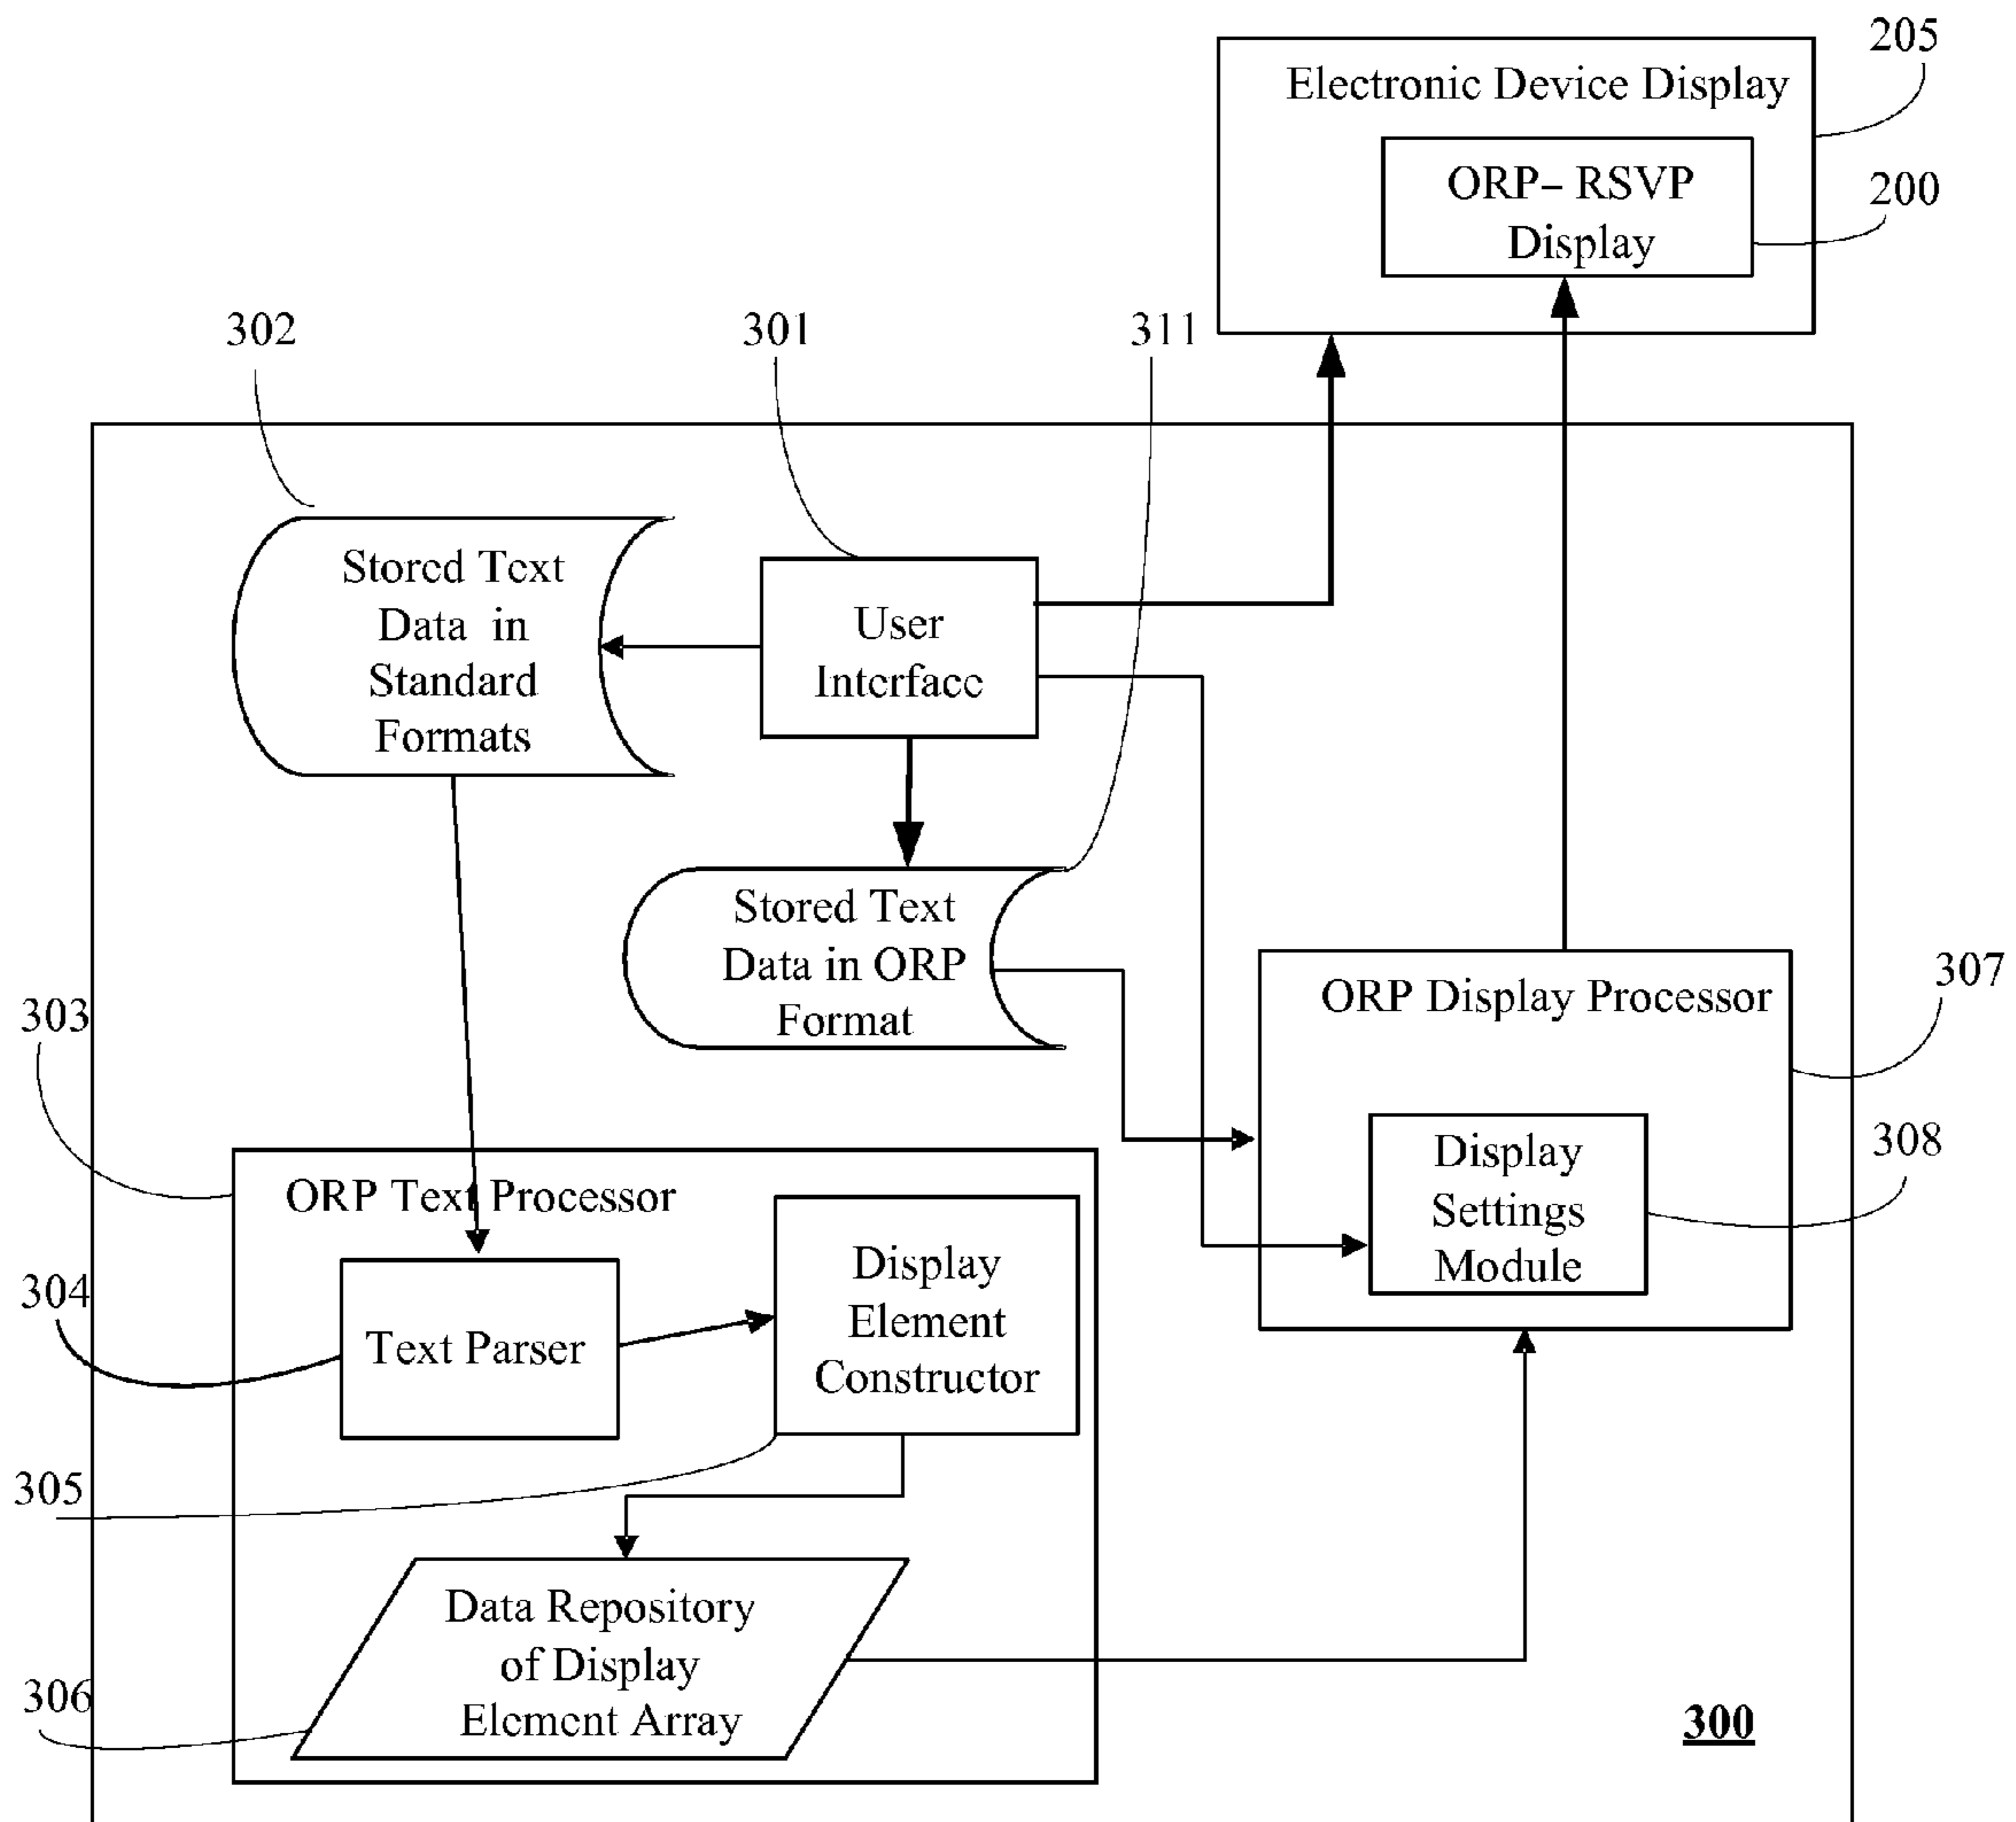 205
Electronic Device Display
ORP– RSVP
Display
200
302
301
311
Stored Text
Data in
Standard
Formats
User
Interface
Stored Text
Data in ORP
Format
303
ORP Display Processor
307
Display
Settings
Module
308
ORP Text Processor
304
Text Parser
Display
Element
Constructor
305
Data Repository
of Display
Element Array
306
300